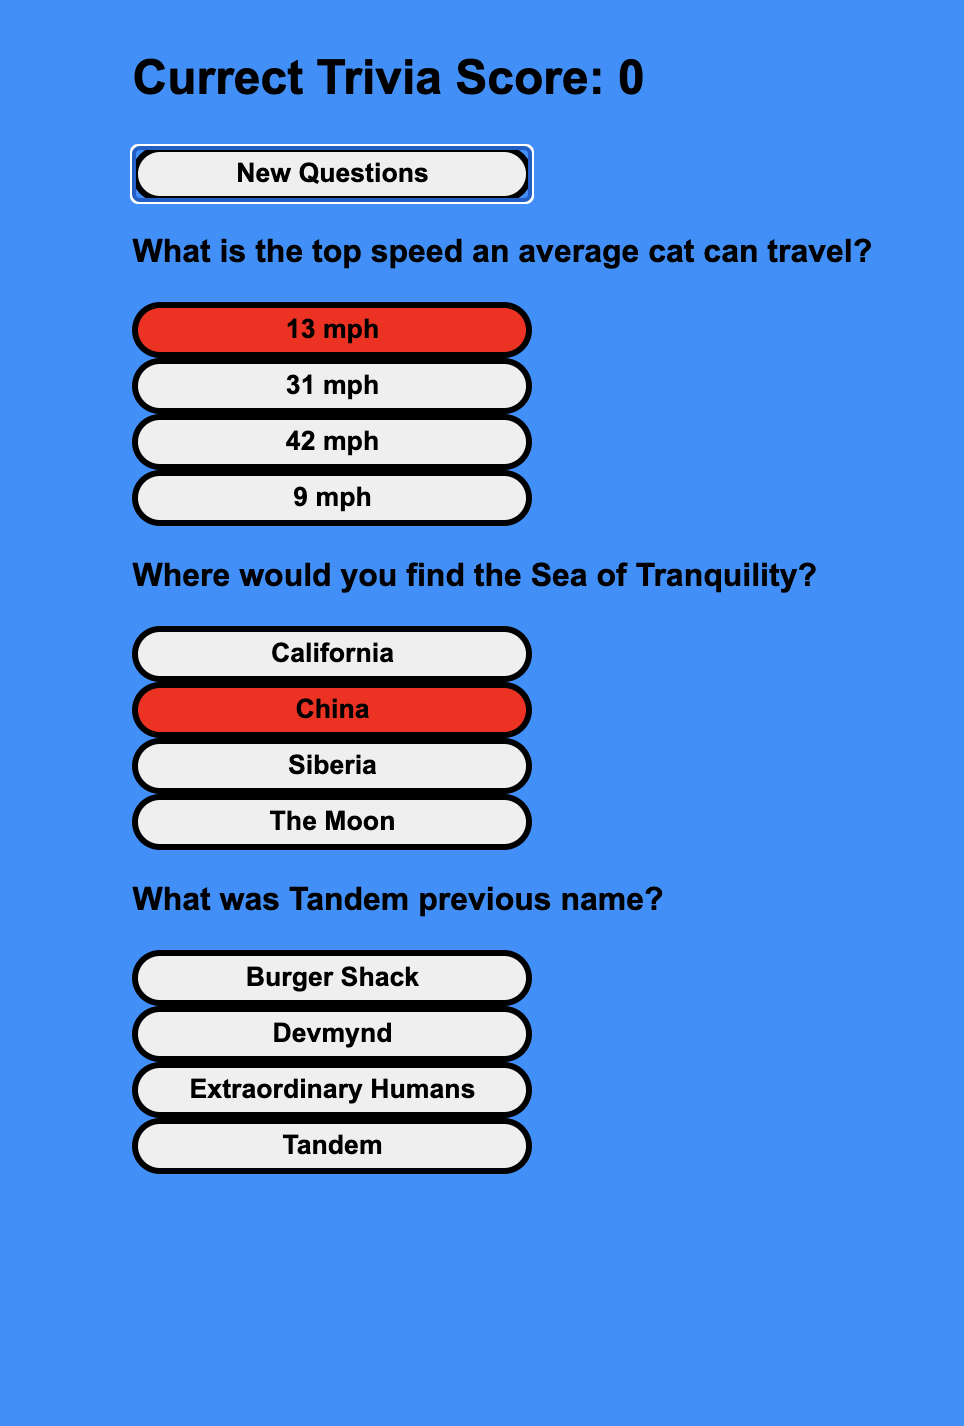 Currect Trivia Score: 0
New Questions
What is the top speed an average cat can travel?
13 mph
31 mph
42 mph
9 mph
Where would you find the Sea of Tranquility?
California
China
Siberia
The Moon
What was Tandem previous name?
Burger Shack
Devmynd
Extraordinary Humans
Tandem